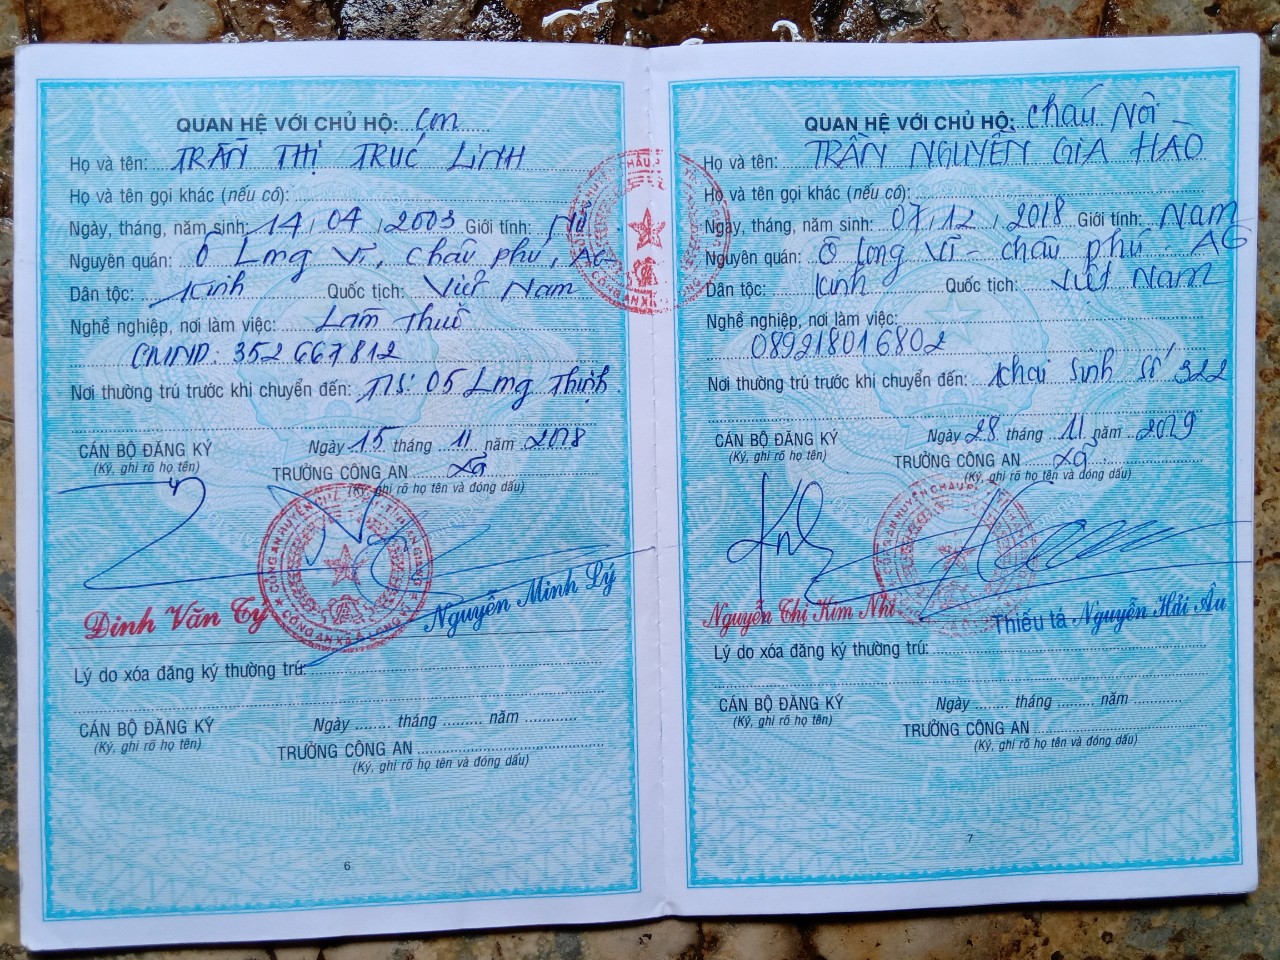 QUAN HỆ VỚI CHỦ HỘ: Con
Họ và tên: TRẦN THỊ TRÚC LINH
Họ và tên gọi khác (nếu có):
Ngày, tháng, năm sinh: 14 / 04 / 2003 Giới tính: Nữ
Nguyên quán: Ô Long Vĩ, Châu Phú, AG
Dân tộc: Kinh Quốc tịch: Việt Nam
Nghề nghiệp, nơi làm việc: Làm Thuê
CMND: 352667812
Nơi thường trú trước khi chuyển đến: 05 Long Thịnh
CÁN BỘ ĐĂNG KÝ
(Ký, ghi rõ họ tên)
Ngày 15 tháng 11 năm 2018
TRƯỞNG CÔNG AN xã
(Ký, ghi rõ họ tên và đóng dấu)
Đinh Văn Ty
Nguyễn Minh Lý
Lý do xóa đăng ký thường trú:
CÁN BỘ ĐĂNG KÝ
(Ký, ghi rõ họ tên)
Ngày ........ tháng ......... năm ............
TRƯỞNG CÔNG AN
(Ký, ghi rõ họ tên và đóng dấu)
6
QUAN HỆ VỚI CHỦ HỘ: Cháu Nội
Họ và tên: TRẦN NGUYỄN GIA HÀO
Họ và tên gọi khác (nếu có):
Ngày, tháng, năm sinh: 07 / 12 / 2018 Giới tính: Nam
Nguyên quán: Ô Long Vĩ - Châu Phú - AG
Dân tộc: Kinh Quốc tịch: Việt Nam
Nghề nghiệp, nơi làm việc:
089218016802
Nơi thường trú trước khi chuyển đến: Khai sinh số 322
CÁN BỘ ĐĂNG KÝ
(Ký, ghi rõ họ tên)
Ngày 28 tháng 11 năm 2019
TRƯỞNG CÔNG AN xã
(Ký, ghi rõ họ tên và đóng dấu)
Nguyễn Thị Kim Nhi
Thiếu tá Nguyễn Hải Âu
Lý do xóa đăng ký thường trú:
CÁN BỘ ĐĂNG KÝ
(Ký, ghi rõ họ tên)
Ngày ........ tháng ......... năm ............
TRƯỞNG CÔNG AN
(Ký, ghi rõ họ tên và đóng dấu)
7